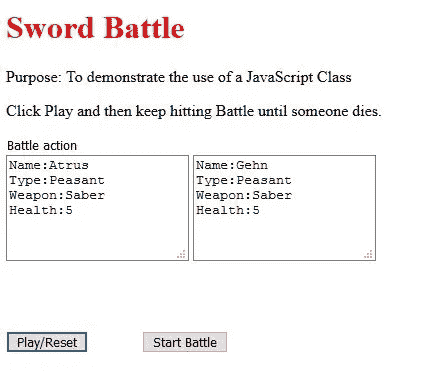 Sword Battle
Purpose: To demonstrate the use of a JavaScript Class
Click Play and then keep hitting Battle until someone dies.
Battle action
Name:Atrus
Type:Peasant
Weapon:Saber
Health:5
Name:Gehn
Type:Peasant
Weapon:Saber
Health:5
Play/Reset
Start Battle